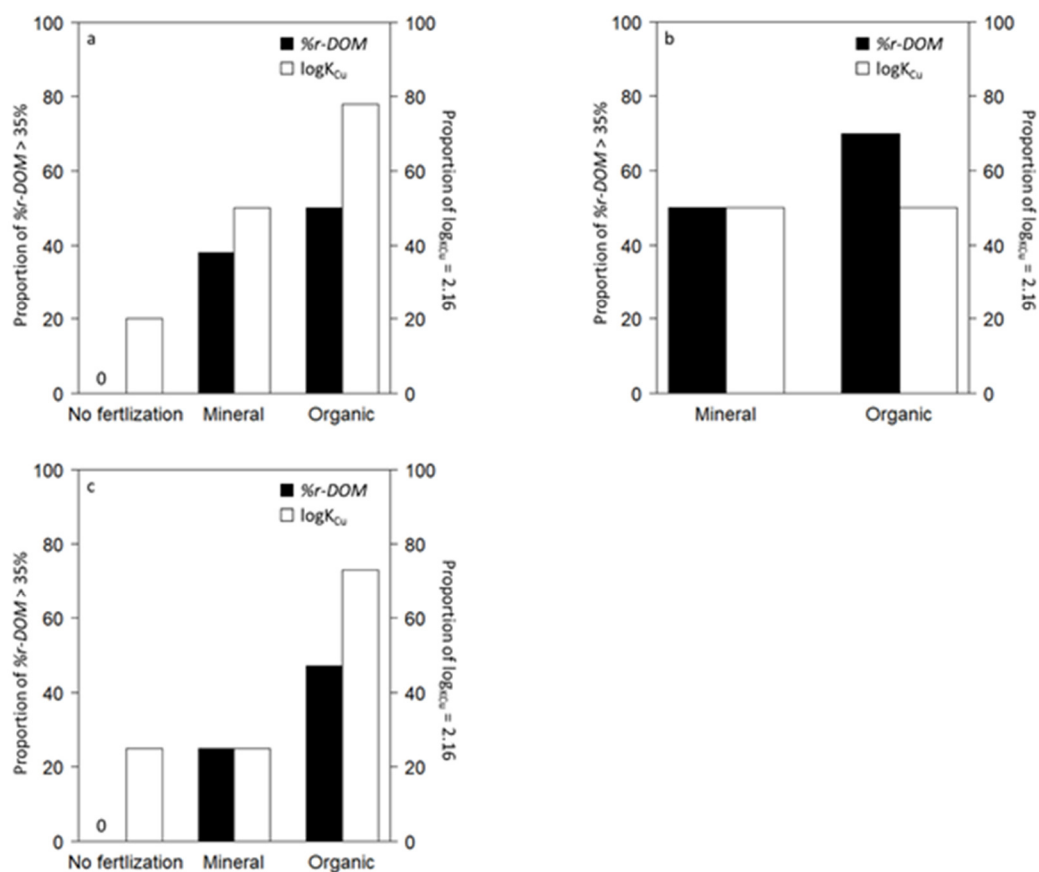 a
%r-DOM
logKCu
Proportion of %r-DOM > 35%
100
80
60
40
20
0
0
No fertlization
Mineral
Organic
100
80
60
40
20
0
Proportion of logKCu = 2.16
b
%r-DOM
logKCu
Proportion of %r-DOM > 35%
100
80
60
40
20
0
Mineral
Organic
100
80
60
40
20
0
Proportion of logKCu = 2.16
c
%r-DOM
logKCu
Proportion of %r-DOM > 35%
100
80
60
40
20
0
0
No fertlization
Mineral
Organic
100
80
60
40
20
0
Proportion of logKCu = 2.16